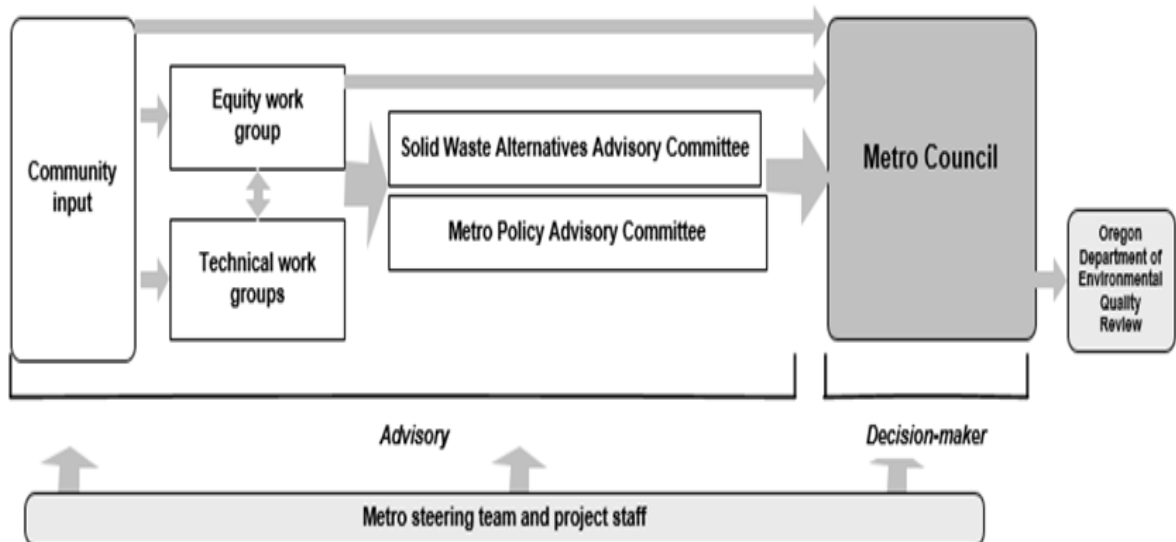 Community
input
Equity work
group
Technical work
groups
Solid Waste Alternatives Advisory Committee
Metro Policy Advisory Committee
Metro Council
Oregon
Department of
Environmental
Quality
Review
Advisory
Decision-maker
Metro steering team and project staff